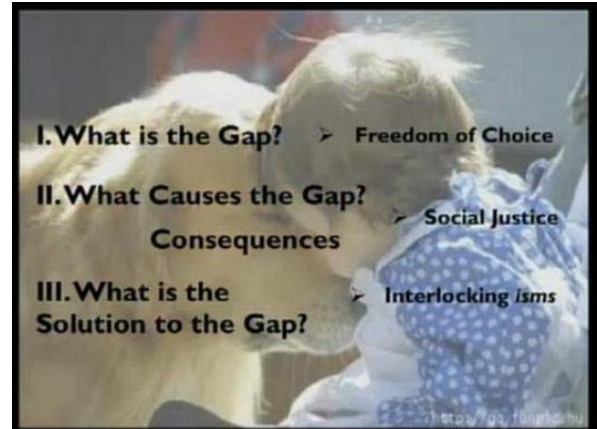 I. What is the Gap?
➢ Freedom of Choice
II. What Causes the Gap?
Consequences
➢ Social Justice
III. What is the
Solution to the Gap?
➢ Interlocking isms